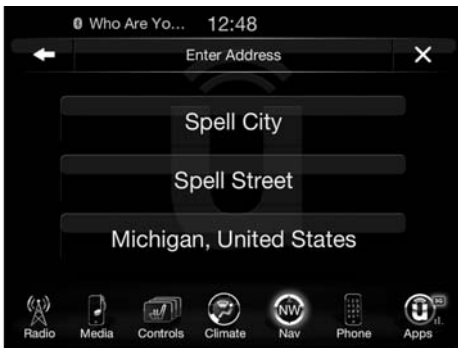 Who Are Yo... 12:48
Enter Address
Spell City
Spell Street
Michigan, United States
NW
3G
Radio Media Controls Climate Nav Phone Apps